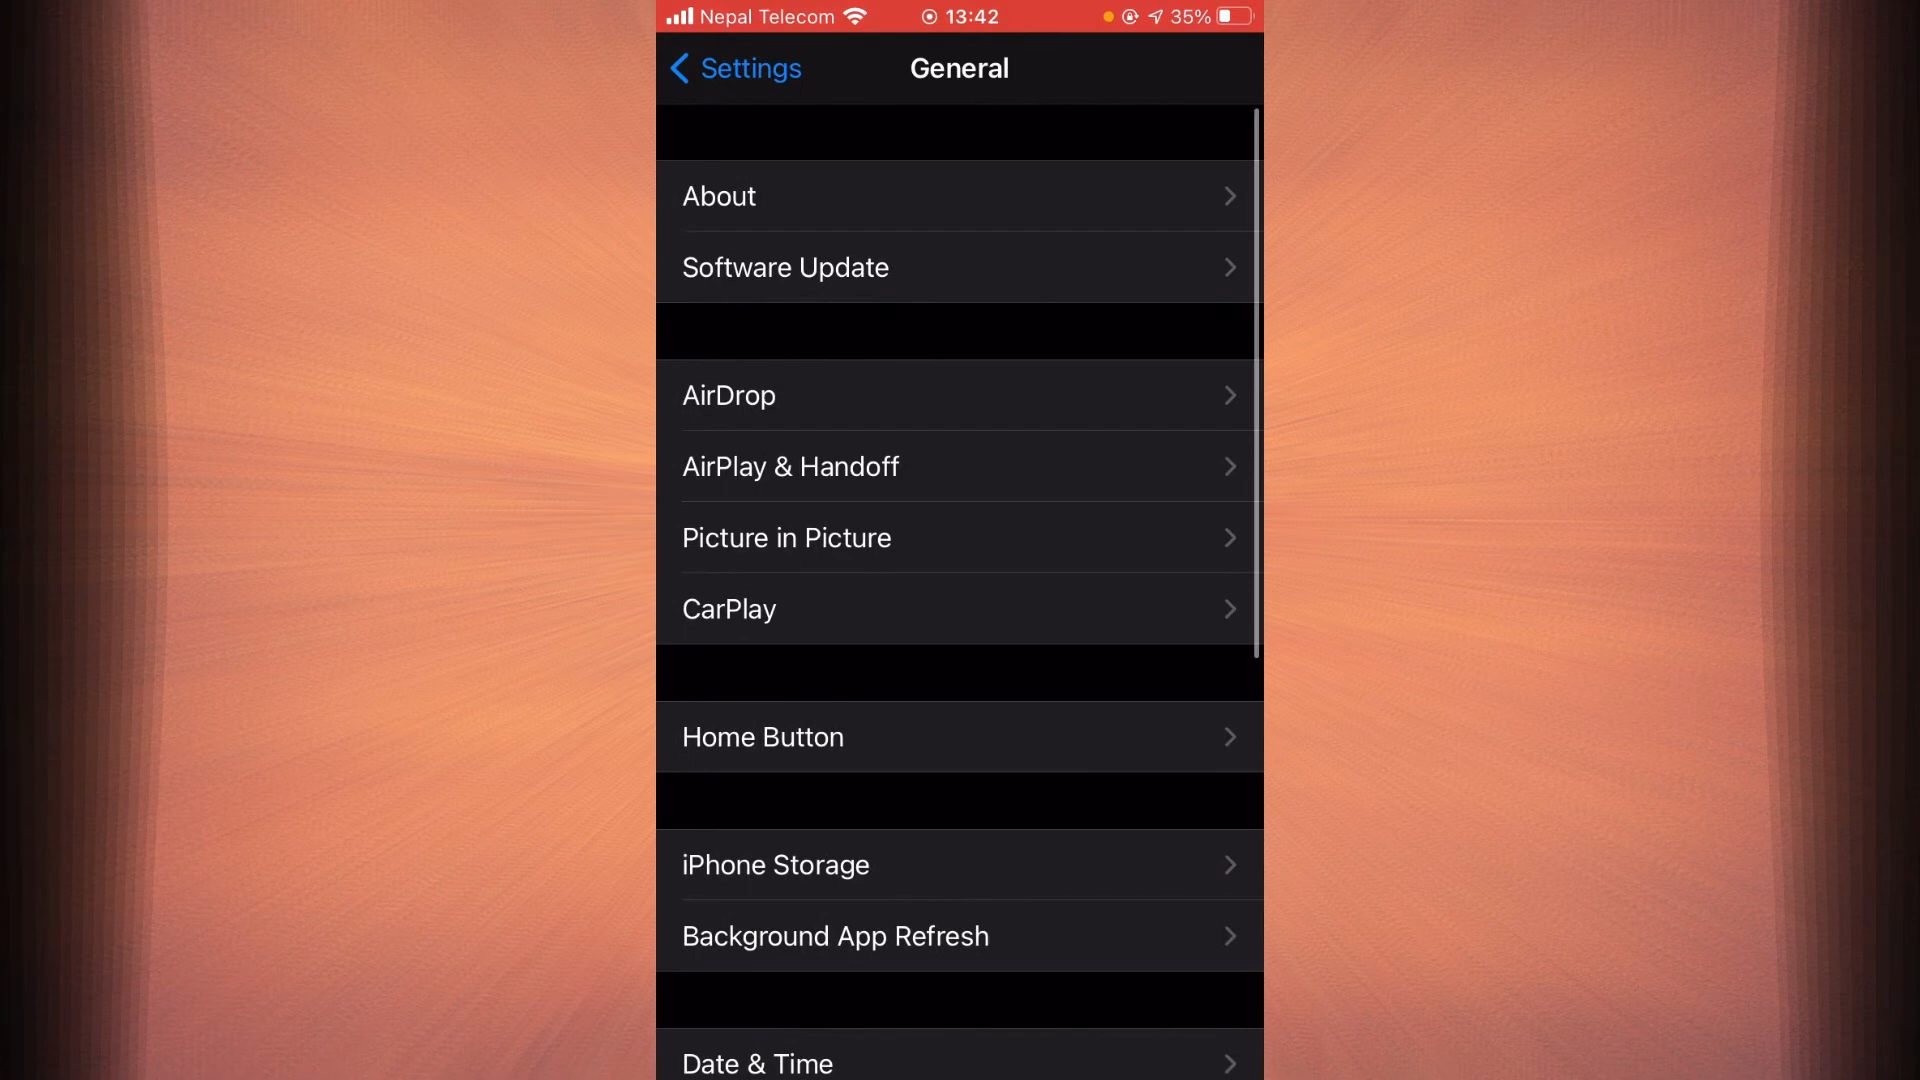 Nepal Telecom 13:42 35%
Settings General
About
Software Update
AirDrop
AirPlay & Handoff
Picture in Picture
CarPlay
Home Button
iPhone Storage
Background App Refresh
Date & Time